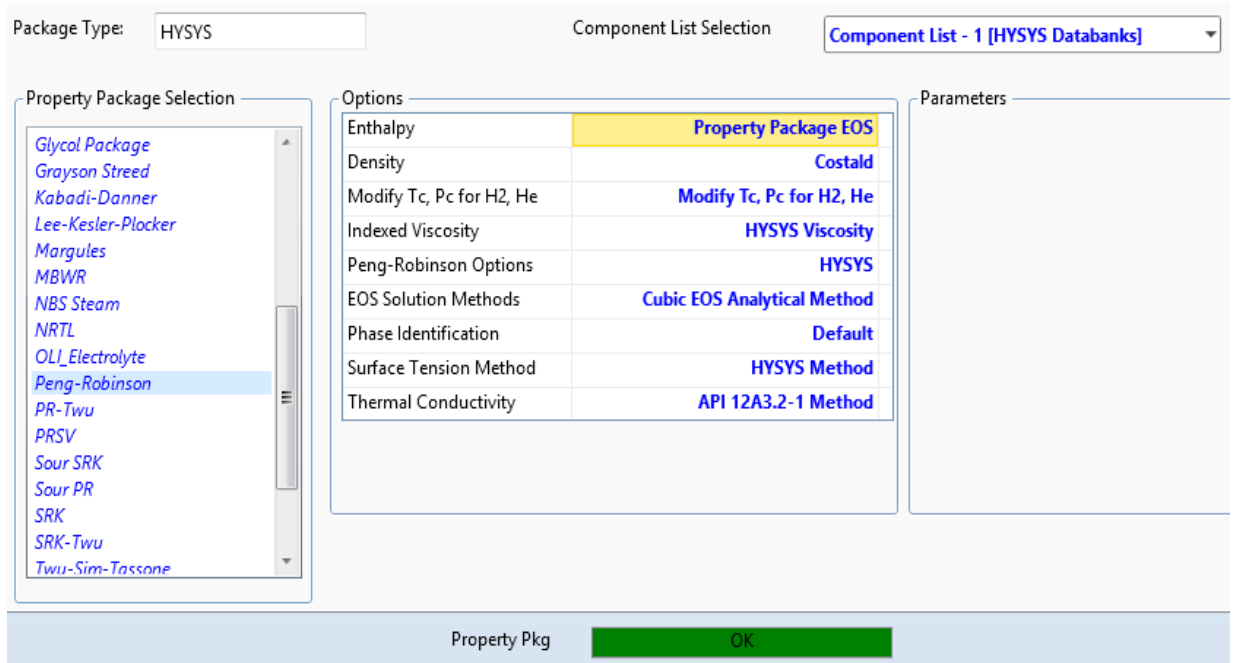 Package Type: HYSYS Component List Selection Component List - 1 [HYSYS Databanks]
Property Package Selection
Glycol Package
Grayson Streed
Kabadi-Danner
Lee-Kesler-Plocker
Margules
MBWR
NBS Steam
NRTL
OLI_Electrolyte
Peng-Robinson
PR-Twu
PRSV
Sour SRK
Sour PR
SRK
SRK-Twu
Twu-Sim-Tassone
Options
Enthalpy Property Package EOS
Density Costald
Modify Tc, Pc for H2, He Modify Tc, Pc for H2, He
Indexed Viscosity HYSYS Viscosity
Peng-Robinson Options HYSYS
EOS Solution Methods Cubic EOS Analytical Method
Phase Identification Default
Surface Tension Method HYSYS Method
Thermal Conductivity API 12A3.2-1 Method
Parameters
Property Pkg OK